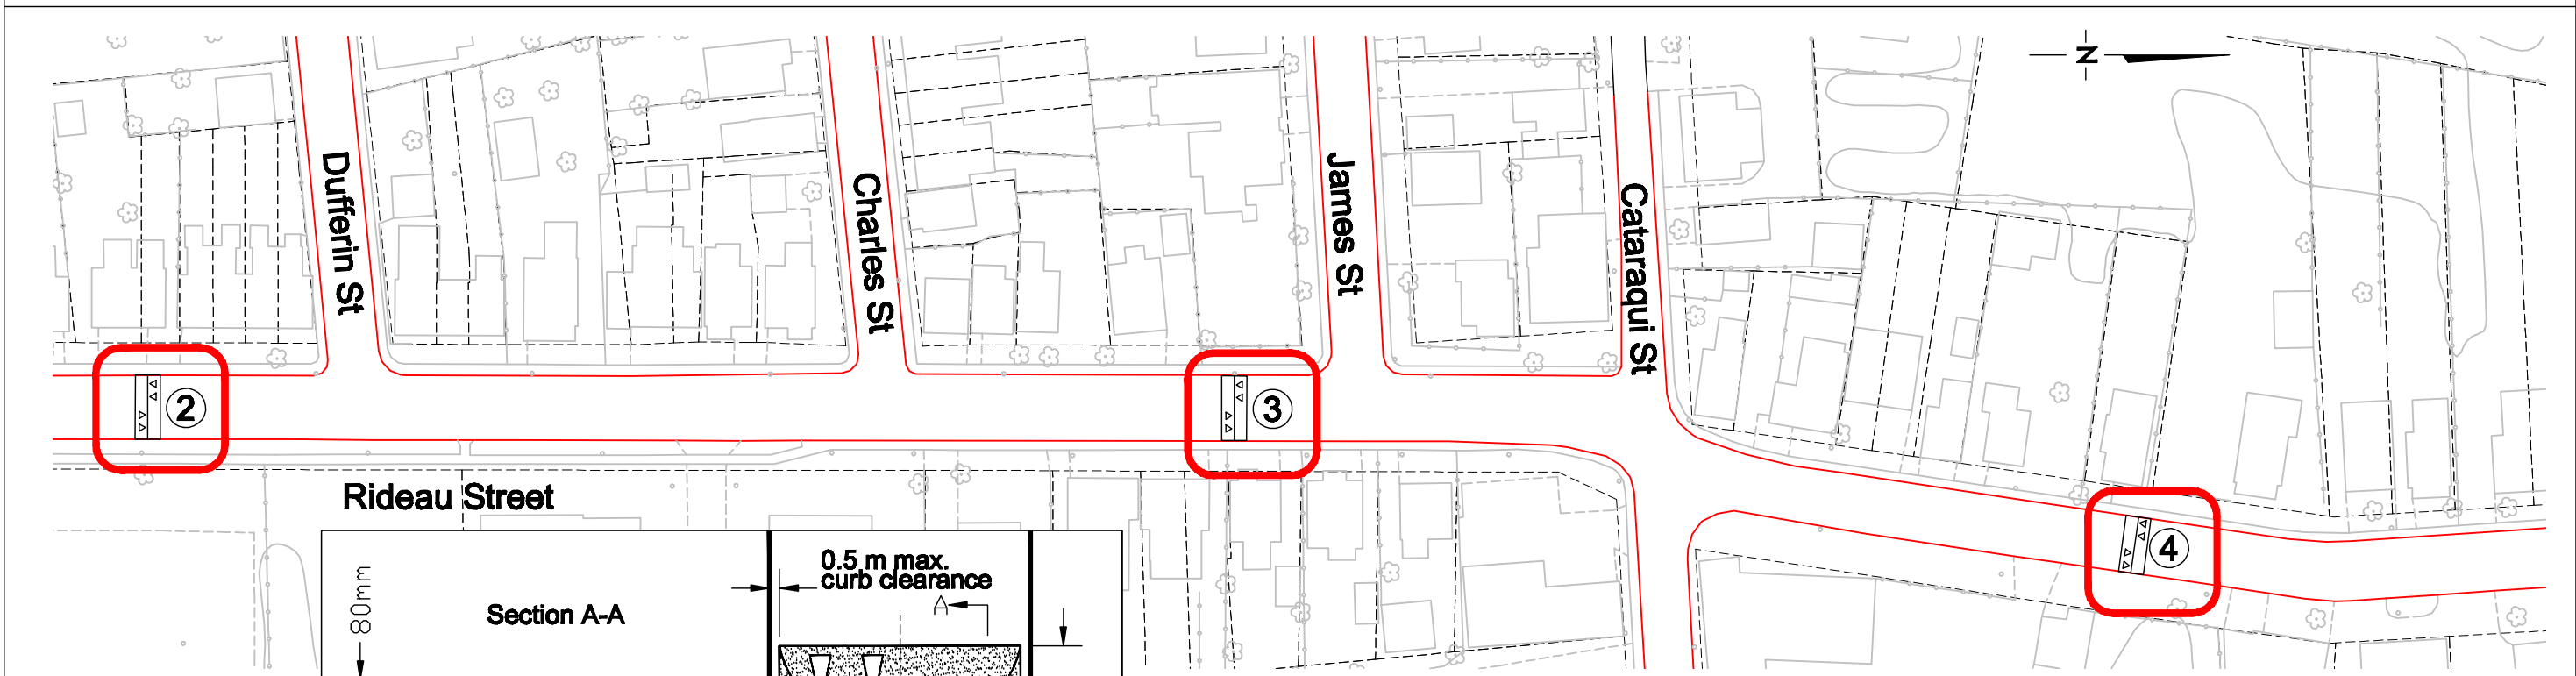 N
Dufferin St
Charles St
James St
Cataraqui St
2
3
4
Rideau Street
0.5 m max.
curb clearance
A
Section A-A
80mm